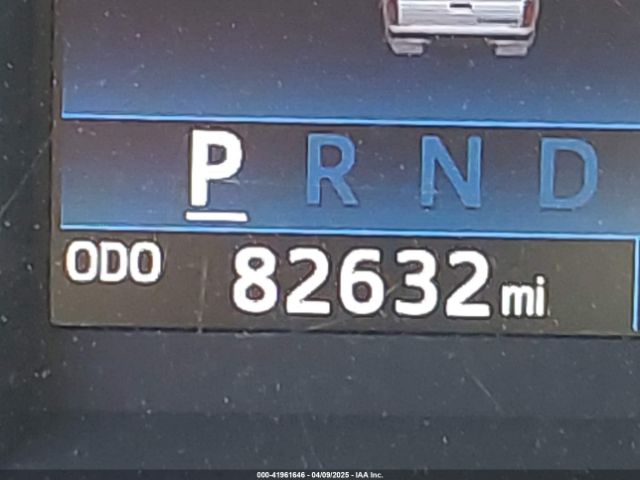 P R N D
ODO 82632 mi
000-41961646 - 04/09/2025 - IAA Inc.